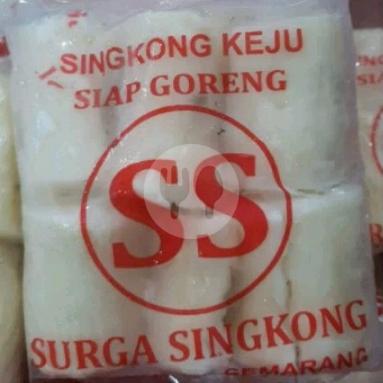 SINGKONG KEJU
SIAP GORENG
SS
SURGA SINGKONG
SEMARANG